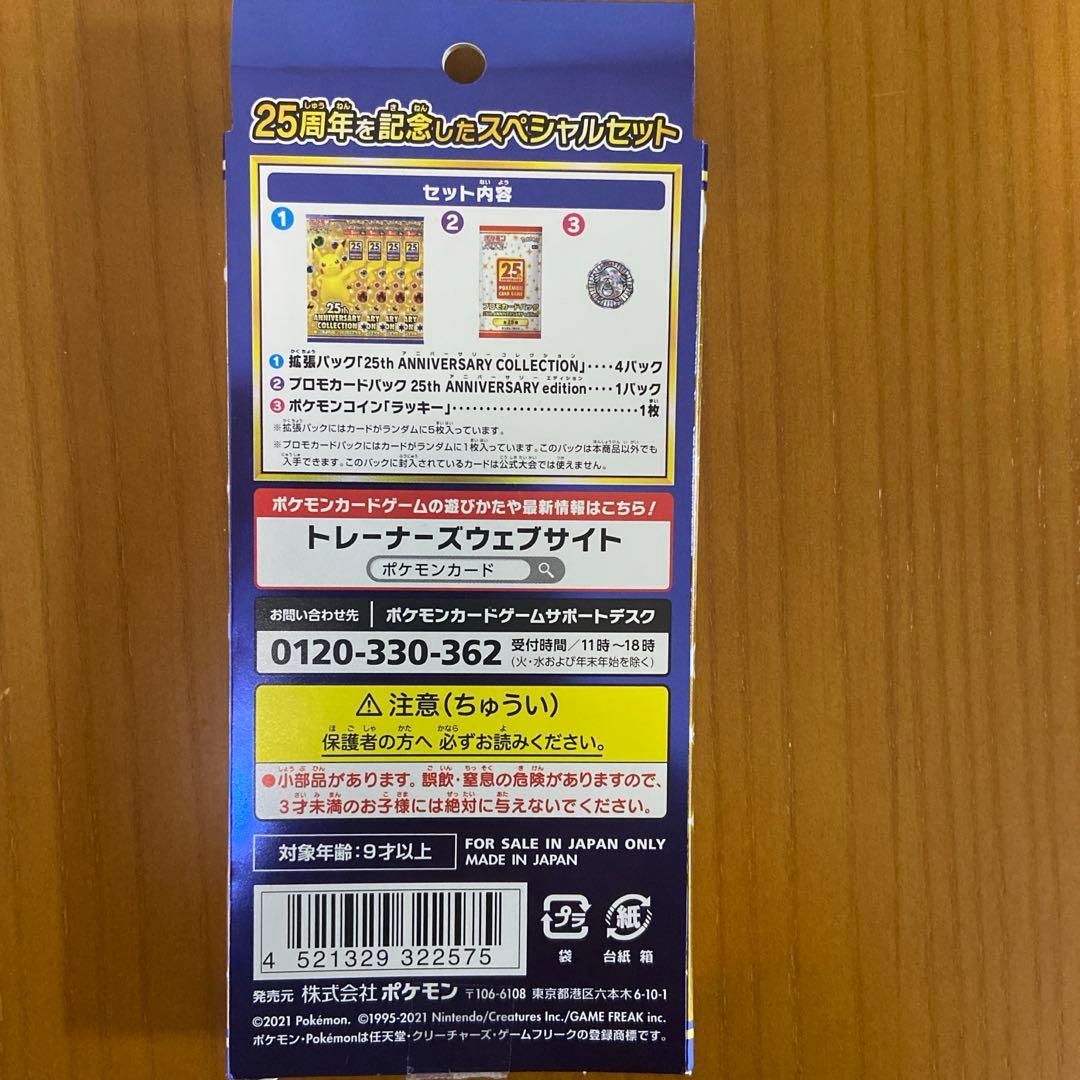 25周年を記念したスペシャルセット
セット内容
1 2 3
25th
ANNIVERSARY
COLLECTION
25th
POKÉMON
CARD GAME
プロモカードパック
1 拡張パック「25th ANNIVERSARY COLLECTION」････4パック
2 プロモカードパック 25th ANNIVERSARY edition････1パック
3 ポケモンコイン「ラッキー」･･････････････････････････1枚
※拡張パックにはカードがランダムに5枚入っています。
※プロモカードパックにはカードがランダムに1枚入っています。このパックは本商品以外でも
入手できます。このパックに封入されているカードは公式大会では使えません。
ポケモンカードゲームの遊びかたや最新情報はこちら!
トレーナーズウェブサイト
ポケモンカード
お問い合わせ先 ポケモンカードゲームサポートデスク
0120-330-362 受付時間/11時~18時
(火・水および年末年始を除く)
⚠ 注意(ちゅうい)
保護者の方へ 必ずお読みください。
●小部品があります。誤飲・窒息の危険がありますので、
3才未満のお子様には絶対に与えないでください。
対象年齢:9才以上
FOR SALE IN JAPAN ONLY
MADE IN JAPAN
4 521329 322575
プラ 紙
袋 台紙 箱
発売元 株式会社ポケモン 〒106-6108 東京都港区六本木6-10-1
©2021 Pokémon. ©1995-2021 Nintendo/Creatures Inc./GAME FREAK inc.
ポケモン・Pokémonは任天堂・クリーチャーズ・ゲームフリークの登録商標です。